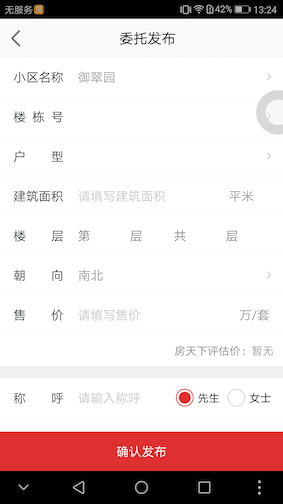 无服务 42% 13:24
委托发布
小区名称 御翠园
楼栋号
户型
建筑面积 请填写建筑面积 平米
楼层 第 层 共 层
朝向 南北
售价 请填写售价 万/套
房天下评估价：暂无
称呼 请输入称呼 先生 女士
确认发布